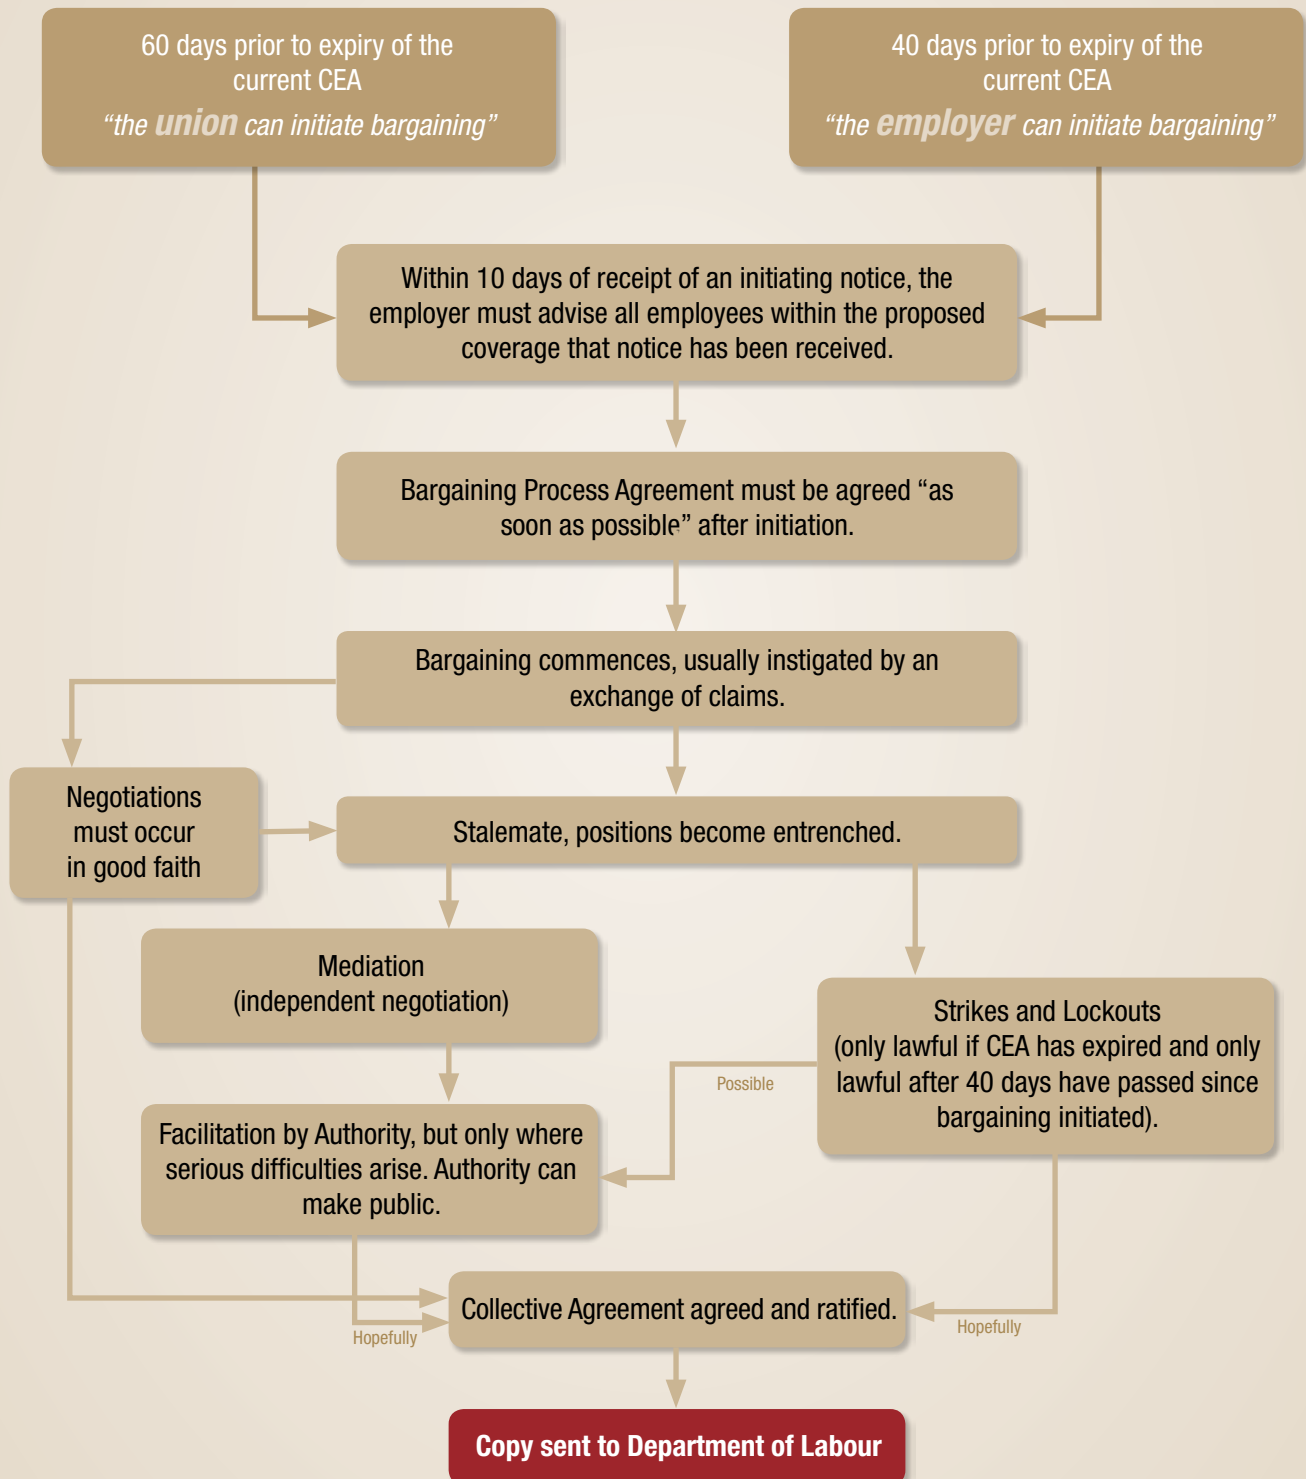 60 days prior to expiry of the
current CEA
“the union can initiate bargaining”
40 days prior to expiry of the
current CEA
“the employer can initiate bargaining”
Within 10 days of receipt of an initiating notice, the
employer must advise all employees within the proposed
coverage that notice has been received.
Bargaining Process Agreement must be agreed “as
soon as possible” after initiation.
Bargaining commences, usually instigated by an
exchange of claims.
Negotiations
must occur
in good faith
Stalemate, positions become entrenched.
Mediation
(independent negotiation)
Strikes and Lockouts
(only lawful if CEA has expired and only
lawful after 40 days have passed since
bargaining initiated).
Possible
Facilitation by Authority, but only where
serious difficulties arise. Authority can
make public.
Collective Agreement agreed and ratified.
Hopefully
Hopefully
Copy sent to Department of Labour